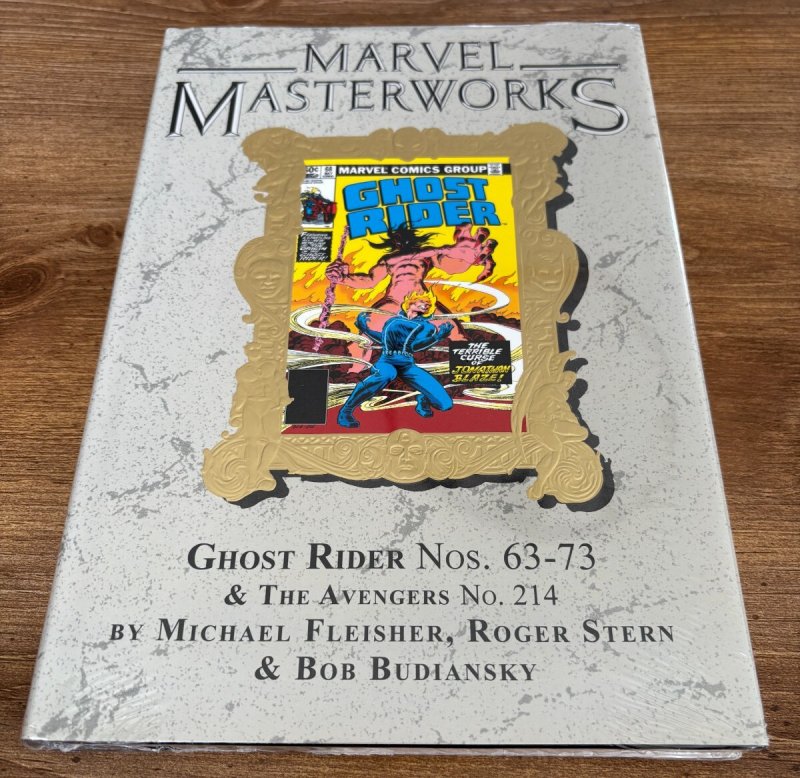 MARVEL
MASTERWORKS
MARVEL COMICS GROUP
GHOST
RIDER
THE
TERRIBLE
CURSE
OF
JONATHAN
BLAZE!
GHOST RIDER NOS. 63-73
& THE AVENGERS NO. 214
BY MICHAEL FLEISHER, ROGER STERN
& BOB BUDIANSKY